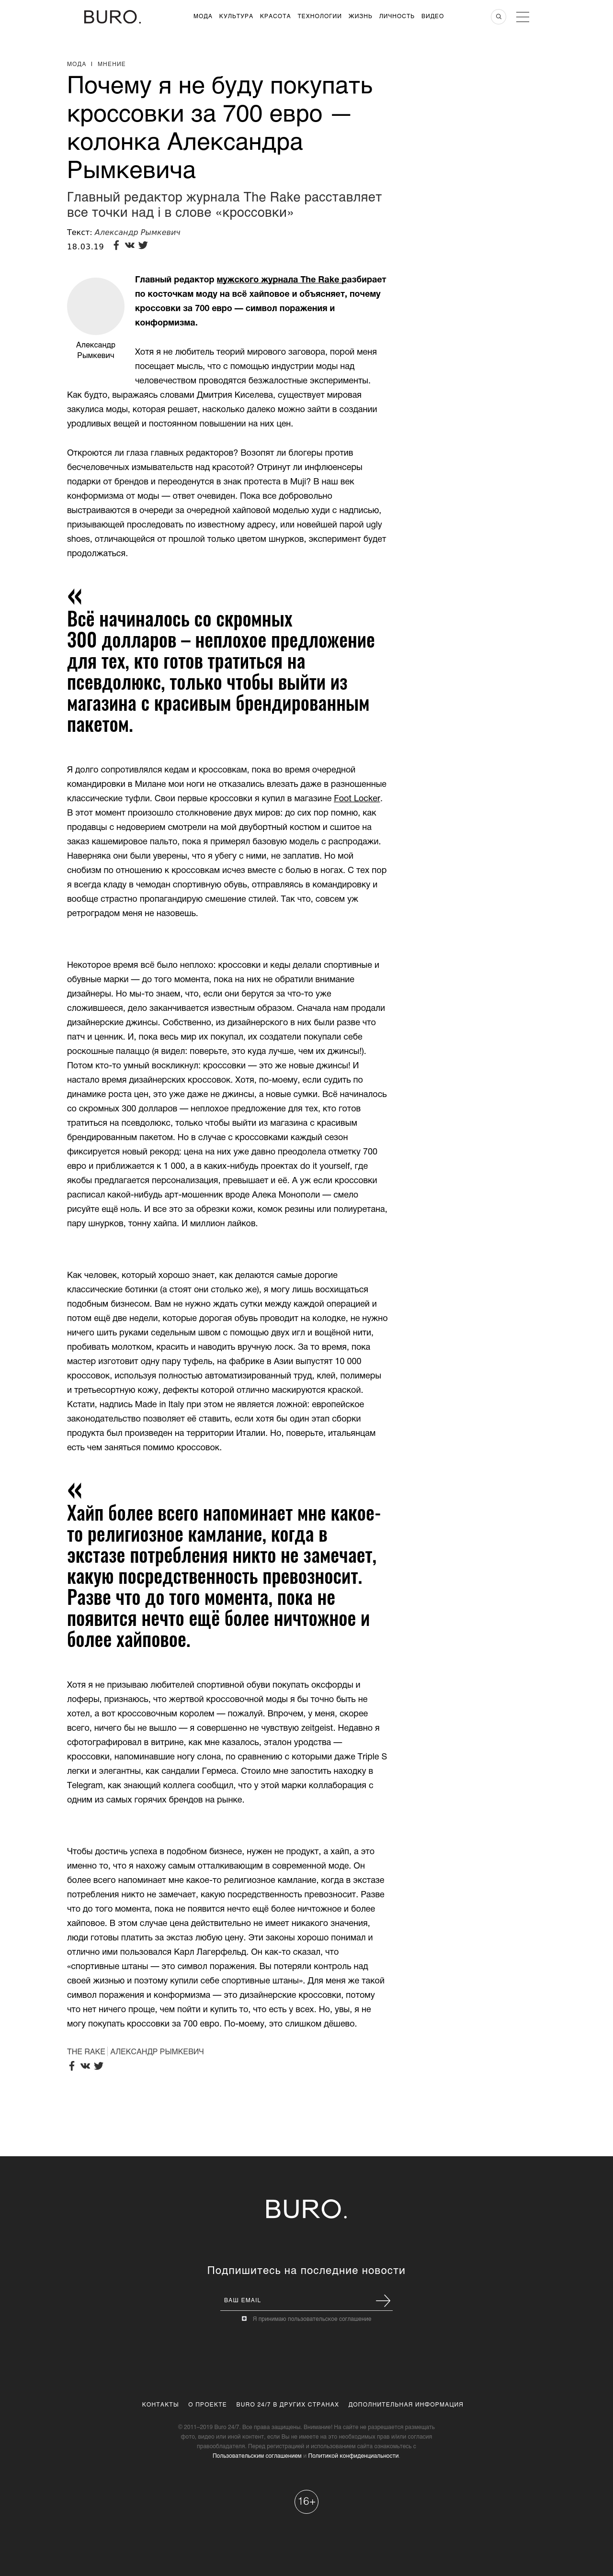 BURO.
МОДА КУЛЬТУРА КРАСОТА ТЕХНОЛОГИИ ЖИЗНЬ ЛИЧНОСТЬ ВИДЕО
МОДА | МНЕНИЕ
Почему я не буду покупать
кроссовки за 700 евро —
колонка Александра
Рымкевича
Главный редактор журнала The Rake расставляет
все точки над i в слове «кроссовки»
Текст: Александр Рымкевич
18.03.19
Александр
Рымкевич
Главный редактор мужского журнала The Rake разбирает
по косточкам моду на всё хайповое и объясняет, почему
кроссовки за 700 евро — символ поражения и
конформизма.
Хотя я не любитель теорий мирового заговора, порой меня
посещает мысль, что с помощью индустрии моды над
человечеством проводятся безжалостные эксперименты.
Как будто, выражаясь словами Дмитрия Киселева, существует мировая
закулиса моды, которая решает, насколько далеко можно зайти в создании
уродливых вещей и постоянном повышении на них цен.
Откроются ли глаза главных редакторов? Возопят ли блогеры против
бесчеловечных измывательств над красотой? Отринут ли инфлюенсеры
подарки от брендов и переоденутся в знак протеста в Muji? В наш век
конформизма от моды — ответ очевиден. Пока все добровольно
выстраиваются в очереди за очередной хайповой моделью худи с надписью,
призывающей проследовать по известному адресу, или новейшей парой ugly
shoes, отличающейся от прошлой только цветом шнурков, эксперимент будет
продолжаться.
«
Всё начиналось со скромных
300 долларов – неплохое предложение
для тех, кто готов тратиться на
псевдолюкс, только чтобы выйти из
магазина с красивым брендированным
пакетом.
Я долго сопротивлялся кедам и кроссовкам, пока во время очередной
командировки в Милане мои ноги не отказались влезать даже в разношенные
классические туфли. Свои первые кроссовки я купил в магазине Foot Locker.
В этот момент произошло столкновение двух миров: до сих пор помню, как
продавцы с недоверием смотрели на мой двубортный костюм и сшитое на
заказ кашемировое пальто, пока я примерял базовую модель с распродажи.
Наверняка они были уверены, что я убегу с ними, не заплатив. Но мой
снобизм по отношению к кроссовкам исчез вместе с болью в ногах. С тех пор
я всегда кладу в чемодан спортивную обувь, отправляясь в командировку и
вообще страстно пропагандирую смешение стилей. Так что, совсем уж
ретроградом меня не назовешь.
Некоторое время всё было неплохо: кроссовки и кеды делали спортивные и
обувные марки — до того момента, пока на них не обратили внимание
дизайнеры. Но мы-то знаем, что, если они берутся за что-то уже
сложившееся, дело заканчивается известным образом. Сначала нам продали
дизайнерские джинсы. Собственно, из дизайнерского в них были разве что
патч и ценник. И, пока весь мир их покупал, их создатели покупали себе
роскошные палаццо (я видел: поверьте, это куда лучше, чем их джинсы!).
Потом кто-то умный воскликнул: кроссовки — это же новые джинсы! И
настало время дизайнерских кроссовок. Хотя, по-моему, если судить по
динамике роста цен, это уже даже не джинсы, а новые сумки. Всё начиналось
со скромных 300 долларов — неплохое предложение для тех, кто готов
тратиться на псевдолюкс, только чтобы выйти из магазина с красивым
брендированным пакетом. Но в случае с кроссовками каждый сезон
фиксируется новый рекорд: цена на них уже давно преодолела отметку 700
евро и приближается к 1 000, а в каких-нибудь проектах do it yourself, где
якобы предлагается персонализация, превышает и её. А уж если кроссовки
расписал какой-нибудь арт-мошенник вроде Алека Монополи — смело
рисуйте ещё ноль. И все это за обрезки кожи, комок резины или полиуретана,
пару шнурков, тонну хайпа. И миллион лайков.
Как человек, который хорошо знает, как делаются самые дорогие
классические ботинки (а стоят они столько же), я могу лишь восхищаться
подобным бизнесом. Вам не нужно ждать сутки между каждой операцией и
потом ещё две недели, которые дорогая обувь проводит на колодке, не нужно
ничего шить руками седельным швом с помощью двух игл и вощёной нити,
пробивать молотком, красить и наводить вручную лоск. За то время, пока
мастер изготовит одну пару туфель, на фабрике в Азии выпустят 10 000
кроссовок, используя полностью автоматизированный труд, клей, полимеры
и третьесортную кожу, дефекты которой отлично маскируются краской.
Кстати, надпись Made in Italy при этом не является ложной: европейское
законодательство позволяет её ставить, если хотя бы один этап сборки
продукта был произведен на территории Италии. Но, поверьте, итальянцам
есть чем заняться помимо кроссовок.
«
Хайп более всего напоминает мне какое-
то религиозное камлание, когда в
экстазе потребления никто не замечает,
какую посредственность превозносит.
Разве что до того момента, пока не
появится нечто ещё более ничтожное и
более хайповое.
Хотя я не призываю любителей спортивной обуви покупать оксфорды и
лоферы, признаюсь, что жертвой кроссовочной моды я бы точно быть не
хотел, а вот кроссовочным королем — пожалуй. Впрочем, у меня, скорее
всего, ничего бы не вышло — я совершенно не чувствую zeitgeist. Недавно я
сфотографировал в витрине, как мне казалось, эталон уродства —
кроссовки, напоминавшие ногу слона, по сравнению с которыми даже Triple S
легки и элегантны, как сандалии Гермеса. Стоило мне запостить находку в
Telegram, как знающий коллега сообщил, что у этой марки коллаборация с
одним из самых горячих брендов на рынке.
Чтобы достичь успеха в подобном бизнесе, нужен не продукт, а хайп, а это
именно то, что я нахожу самым отталкивающим в современной моде. Он
более всего напоминает мне какое-то религиозное камлание, когда в экстазе
потребления никто не замечает, какую посредственность превозносит. Разве
что до того момента, пока не появится нечто ещё более ничтожное и более
хайповое. В этом случае цена действительно не имеет никакого значения,
люди готовы платить за экстаз любую цену. Эти законы хорошо понимал и
отлично ими пользовался Карл Лагерфельд. Он как-то сказал, что
«спортивные штаны — это символ поражения. Вы потеряли контроль над
своей жизнью и поэтому купили себе спортивные штаны». Для меня же такой
символ поражения и конформизма — это дизайнерские кроссовки, потому
что нет ничего проще, чем пойти и купить то, что есть у всех. Но, увы, я не
могу покупать кроссовки за 700 евро. По-моему, это слишком дёшево.
THE RAKE | АЛЕКСАНДР РЫМКЕВИЧ
BURO.
Подпишитесь на последние новости
ВАШ EMAIL
Я принимаю пользовательское соглашение
КОНТАКТЫ О ПРОЕКТЕ BURO 24/7 В ДРУГИХ СТРАНАХ ДОПОЛНИТЕЛЬНАЯ ИНФОРМАЦИЯ
© 2011–2019 Buro 24/7. Все права защищены. Внимание! На сайте не разрешается размещать
фото, видео или иной контент, если Вы не имеете на это необходимых прав и/или согласия
правообладателя. Перед регистрацией и использованием сайта ознакомьтесь с
Пользовательским соглашением и Политикой конфиденциальности
16+